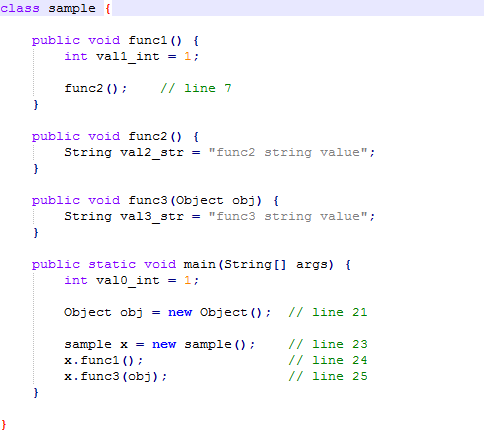 class sample {
public void func1() {
int val1_int = 1;
func2();    // line 7
}
public void func2() {
String val2_str = "func2 string value";
}
public void func3(Object obj) {
String val3_str = "func3 string value";
}
public static void main(String[] args) {
int val0_int = 1;
Object obj = new Object();  // line 21
sample x = new sample();    // line 23
x.func1();                  // line 24
x.func3(obj);               // line 25
}
}